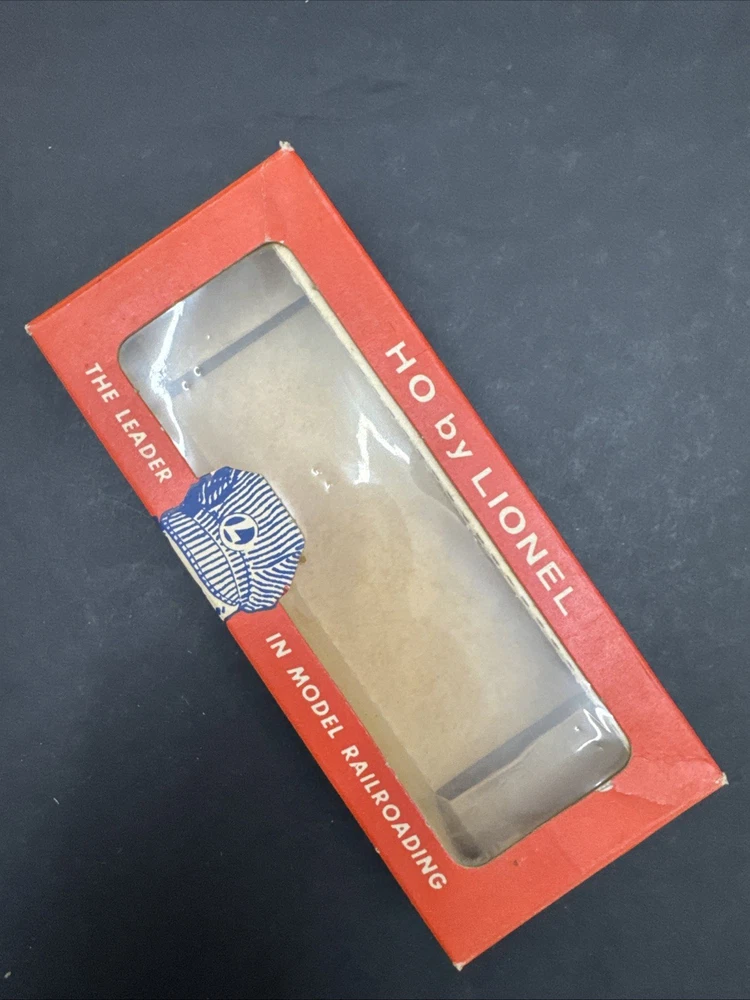 HO by LIONEL
THE LEADER
L
IN MODEL RAILROADING